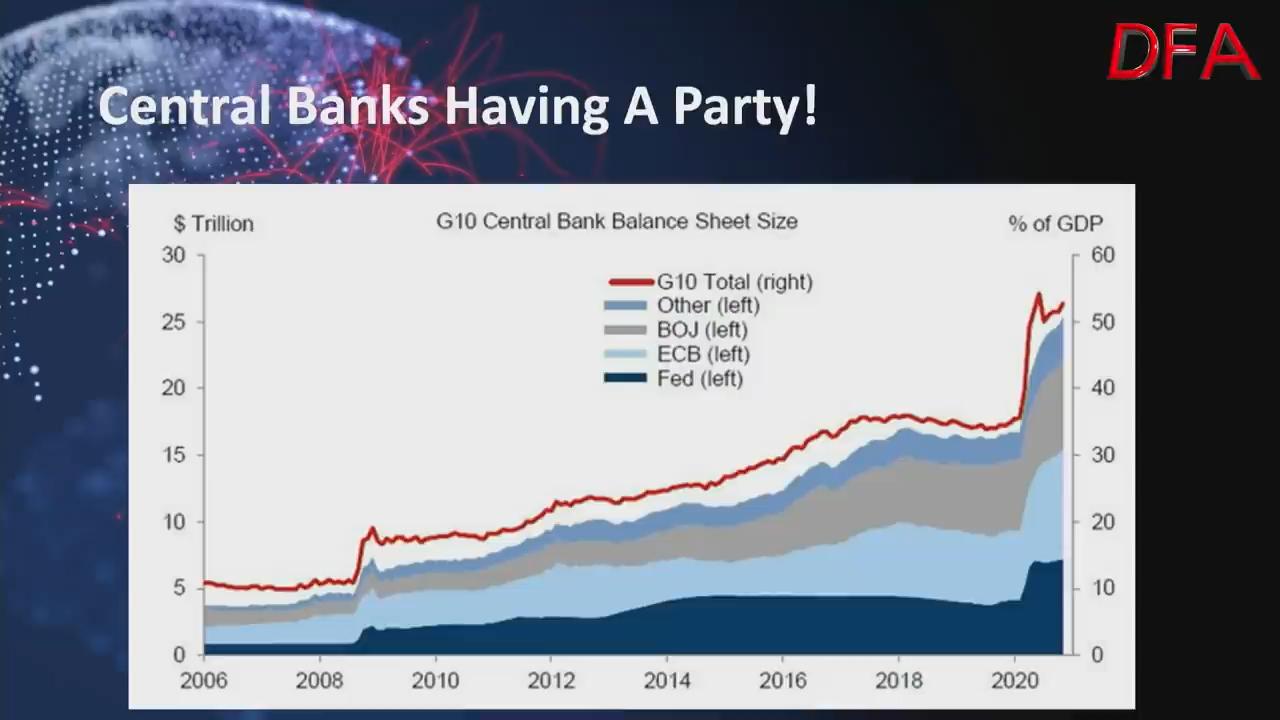 DFA
Central Banks Having A Party!
$ Trillion
G10 Central Bank Balance Sheet Size
% of GDP
30
25
20
15
10
5
0
G10 Total (right)
Other (left)
BOJ (left)
ECB (left)
Fed (left)
60
50
40
30
20
10
0
2006 2008 2010 2012 2014 2016 2018 2020